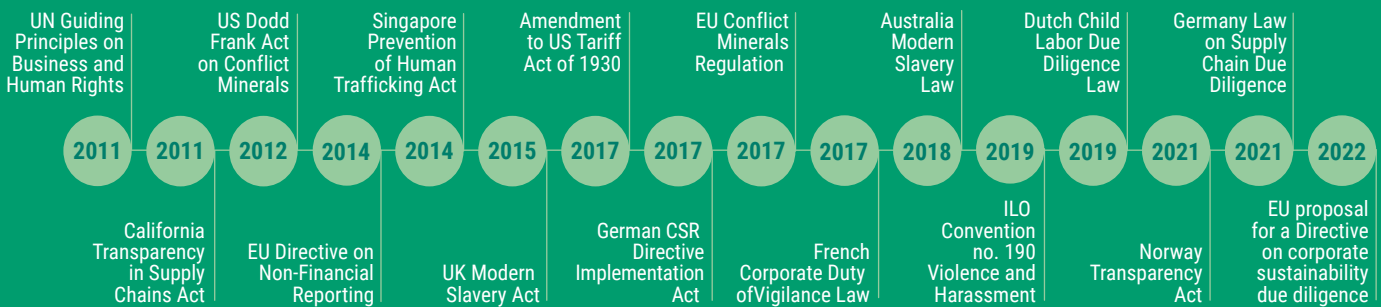 UN Guiding
Principles on
Business and
Human Rights
US Dodd
Frank Act
on Conflict
Minerals
Singapore
Prevention
of Human
Trafficking Act
Amendment
to US Tariff
Act of 1930
EU Conflict
Minerals
Regulation
Australia
Modern
Slavery
Law
Dutch Child
Labor Due
Diligence
Law
Germany Law
on Supply
Chain Due
Diligence
2011 2011 2012 2014 2014 2015 2017 2017 2017 2017 2018 2019 2019 2021 2021 2022
California
Transparency
in Supply
Chains Act
EU Directive on
Non-Financial
Reporting
UK Modern
Slavery Act
German CSR
Directive
Implementation
Act
French
Corporate Duty
ofVigilance Law
ILO
Convention
no. 190
Violence and
Harassment
Norway
Transparency
Act
EU proposal
for a Directive
on corporate
sustainability
due diligence